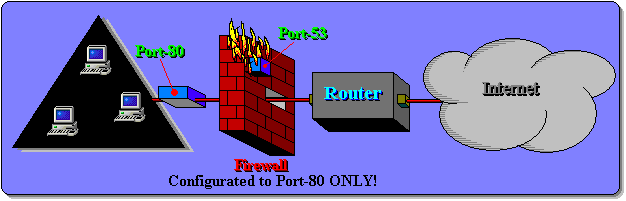 Port-53
Port-80
Router
Internet
Firewall
Configurated to Port-80 ONLY!